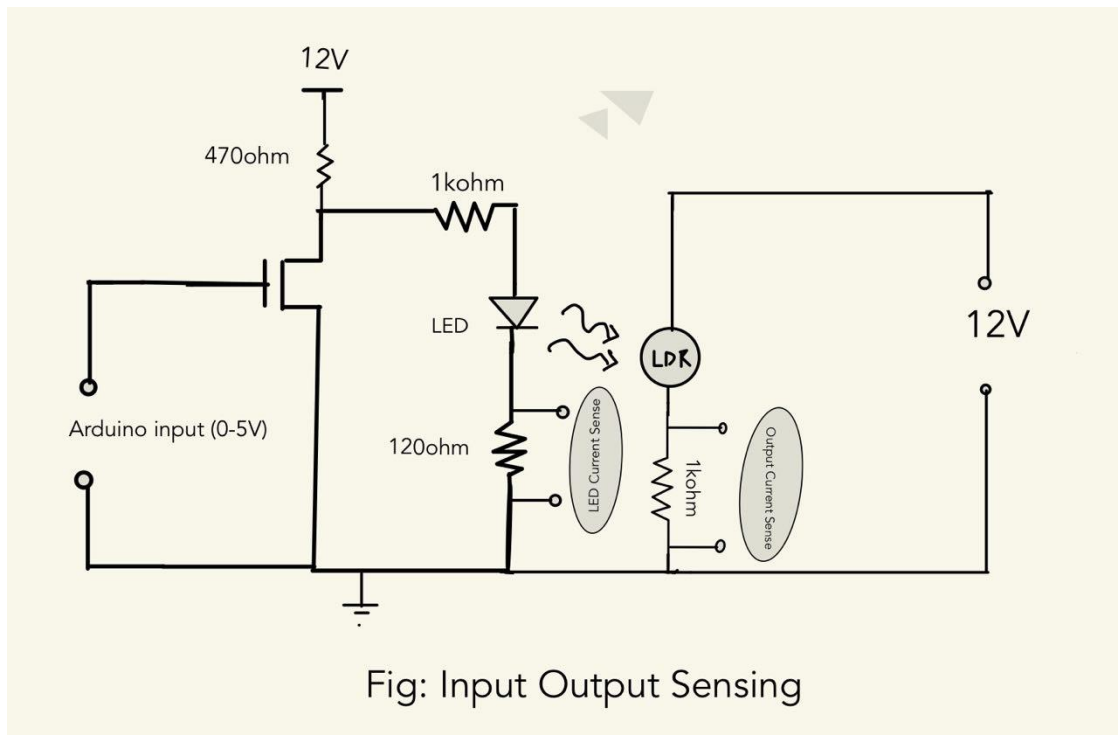 12V
470ohm
1kohm
LED
LDR
12V
Arduino input (0-5V)
120ohm
LED Current Sense
1kohm
Output Current Sense
Fig: Input Output Sensing